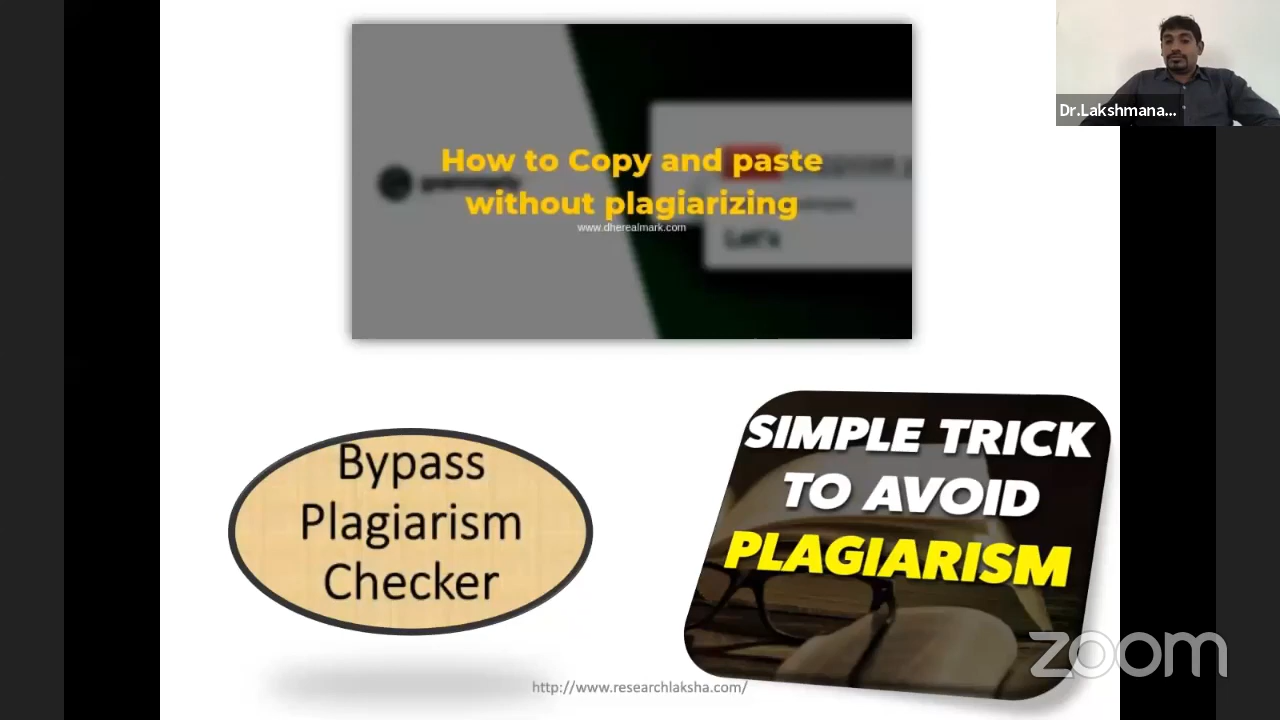 How to Copy and paste
without plagiarizing
www.dherealmark.com
Let's
Dr.Lakshmana...
Bypass
Plagiarism
Checker
SIMPLE TRICK
TO AVOID
PLAGIARISM
zoom
http://www.researchlaksha.com/